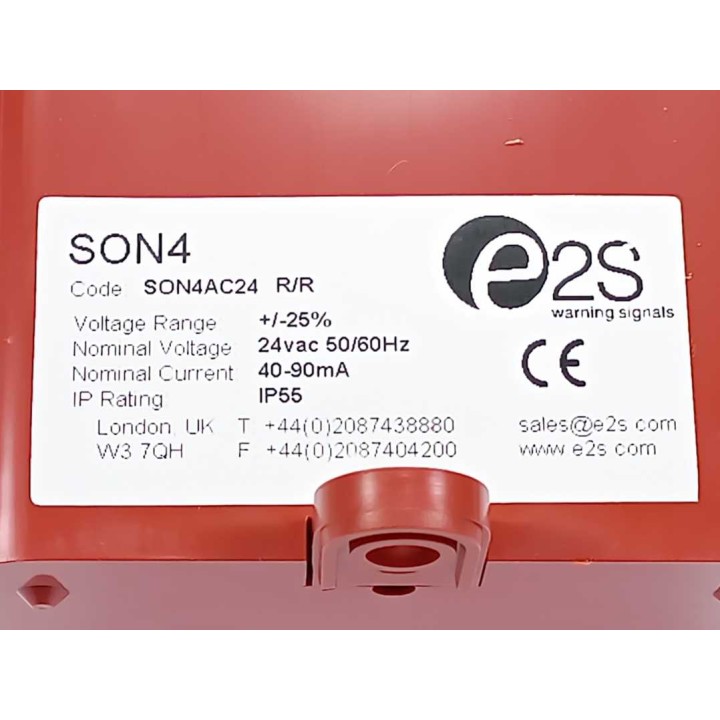 SON4
e2s
warning signals
Code SON4AC24 R/R
Voltage Range +/-25%
Nominal Voltage 24vac 50/60Hz
Nominal Current 40-90mA
IP Rating IP55
CE
London, UK T +44(0)2087438880
W3 7QH F +44(0)2087404200
sales@e2s.com
www.e2s.com